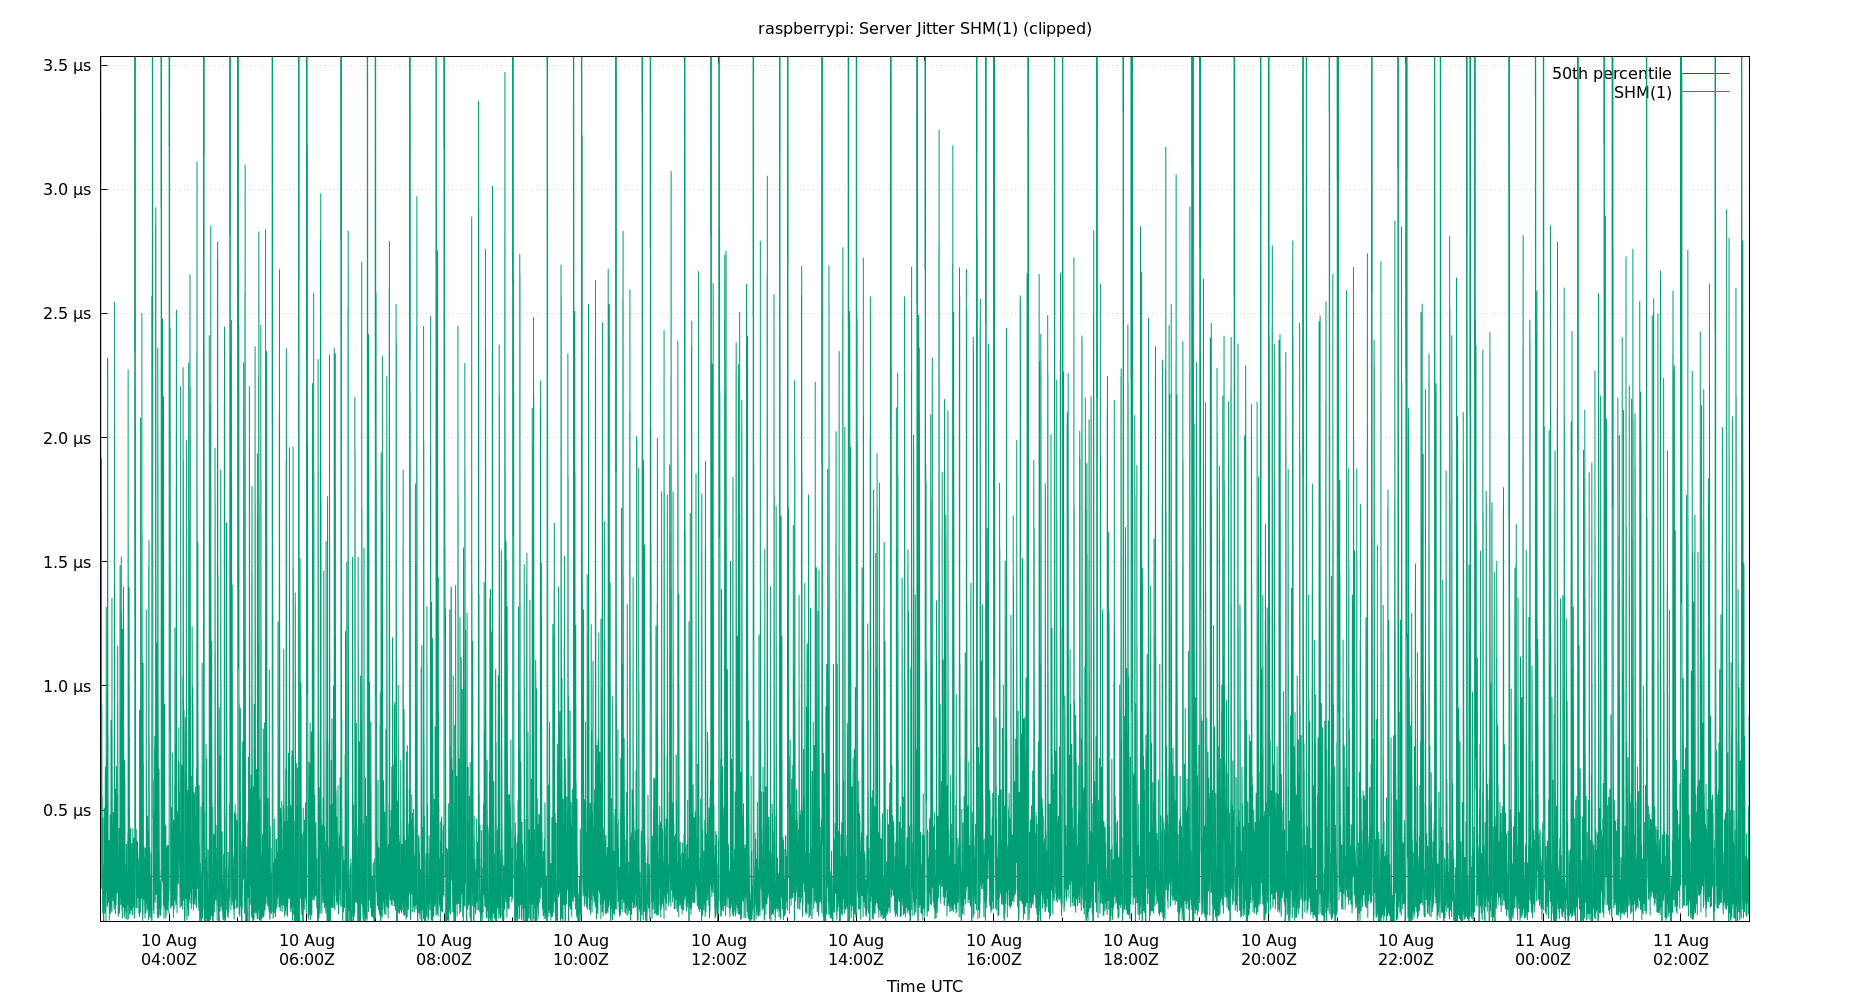 raspberrypi: Server Jitter SHM(1) (clipped)
50th percentile
SHM(1)
3.5 µs
3.0 µs
2.5 µs
2.0 µs
1.5 µs
1.0 µs
0.5 µs
10 Aug 10 Aug 10 Aug 10 Aug 10 Aug 10 Aug 10 Aug 10 Aug 10 Aug 10 Aug 11 Aug 11 Aug
04:00Z 06:00Z 08:00Z 10:00Z 12:00Z 14:00Z 16:00Z 18:00Z 20:00Z 22:00Z 00:00Z 02:00Z
Time UTC